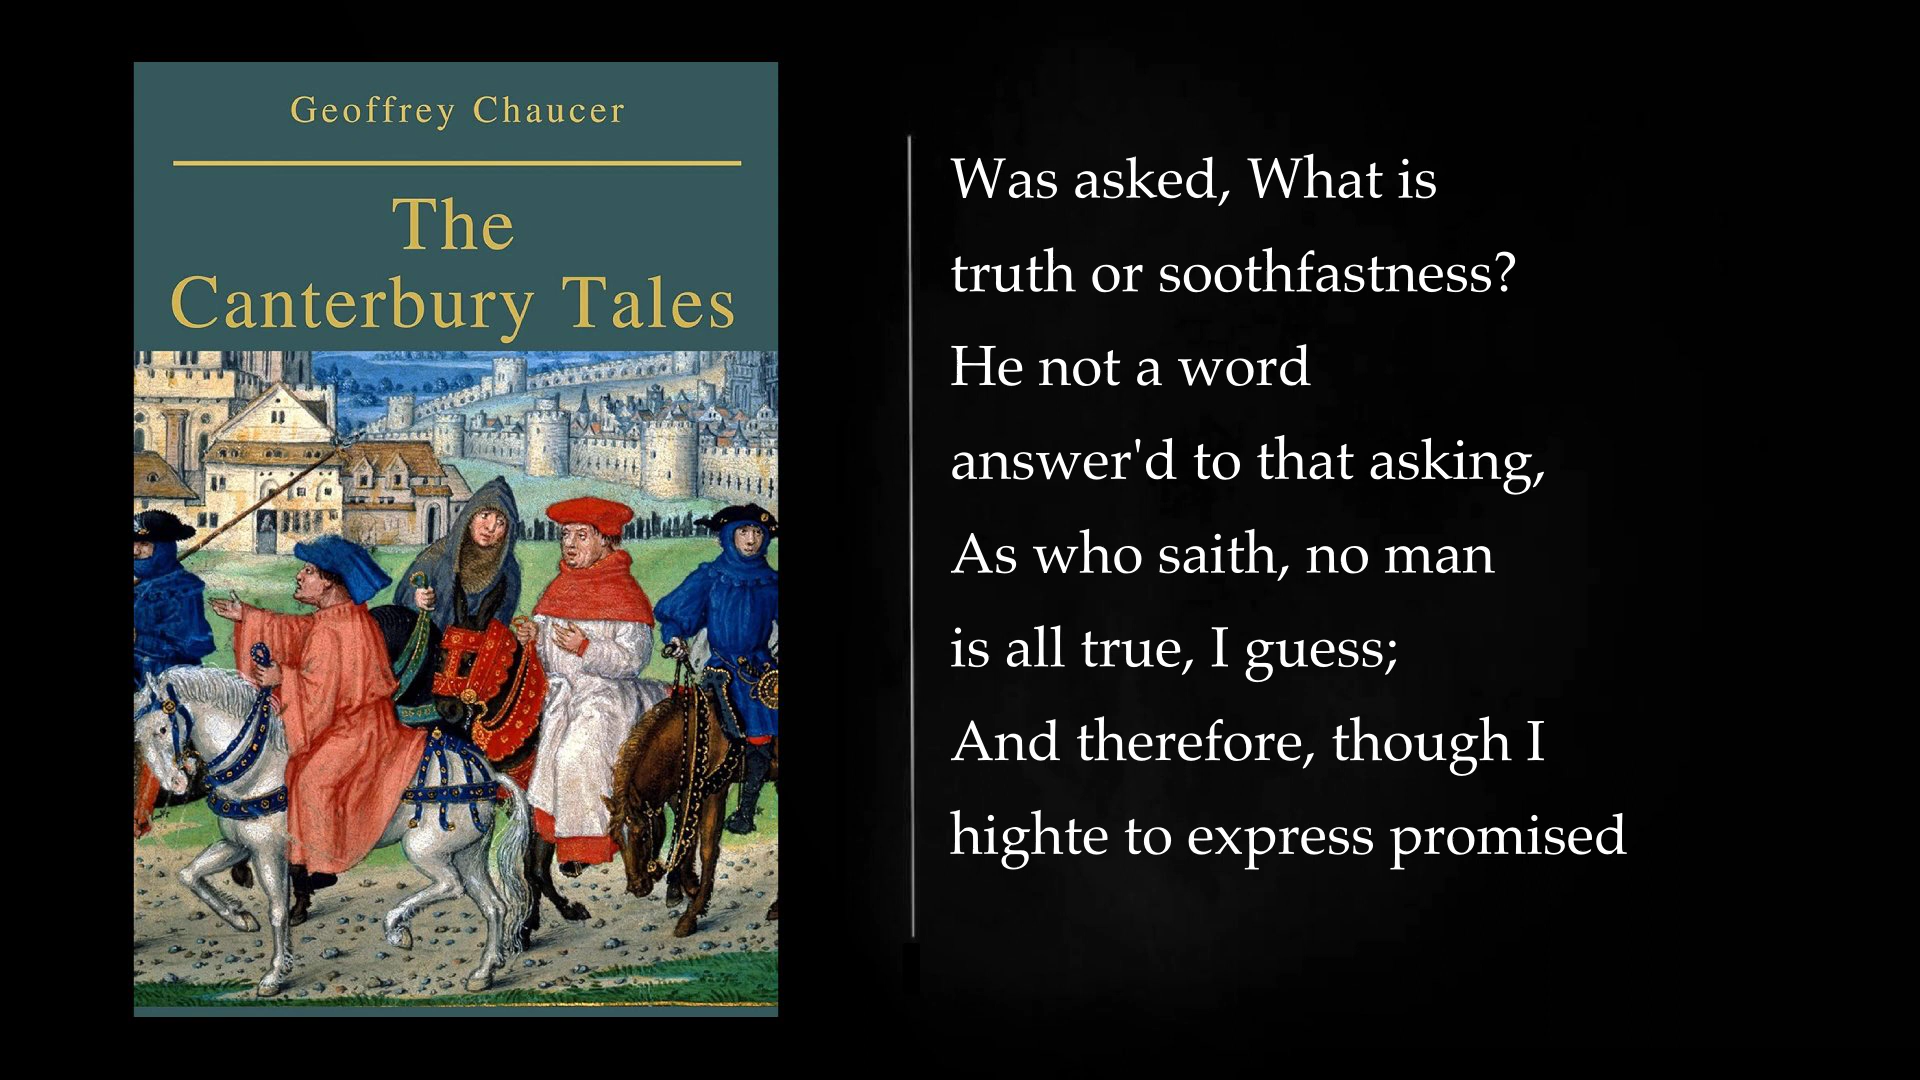 Geoffrey Chaucer
The
Canterbury Tales
Was asked, What is
truth or soothfastness?
He not a word
answer'd to that asking,
As who saith, no man
is all true, I guess;
And therefore, though I
highte to express promised